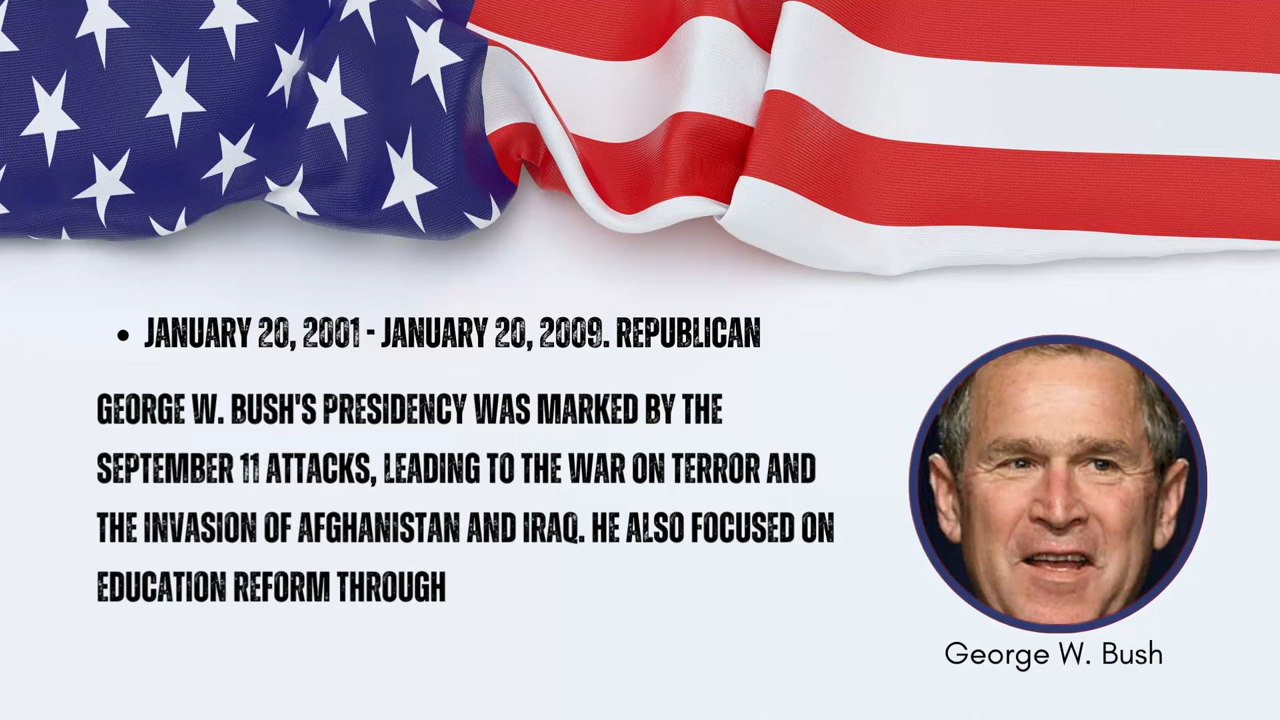 • JANUARY 20, 2001 - JANUARY 20, 2009. REPUBLICAN
GEORGE W. BUSH'S PRESIDENCY WAS MARKED BY THE
SEPTEMBER 11 ATTACKS, LEADING TO THE WAR ON TERROR AND
THE INVASION OF AFGHANISTAN AND IRAQ. HE ALSO FOCUSED ON
EDUCATION REFORM THROUGH
George W. Bush